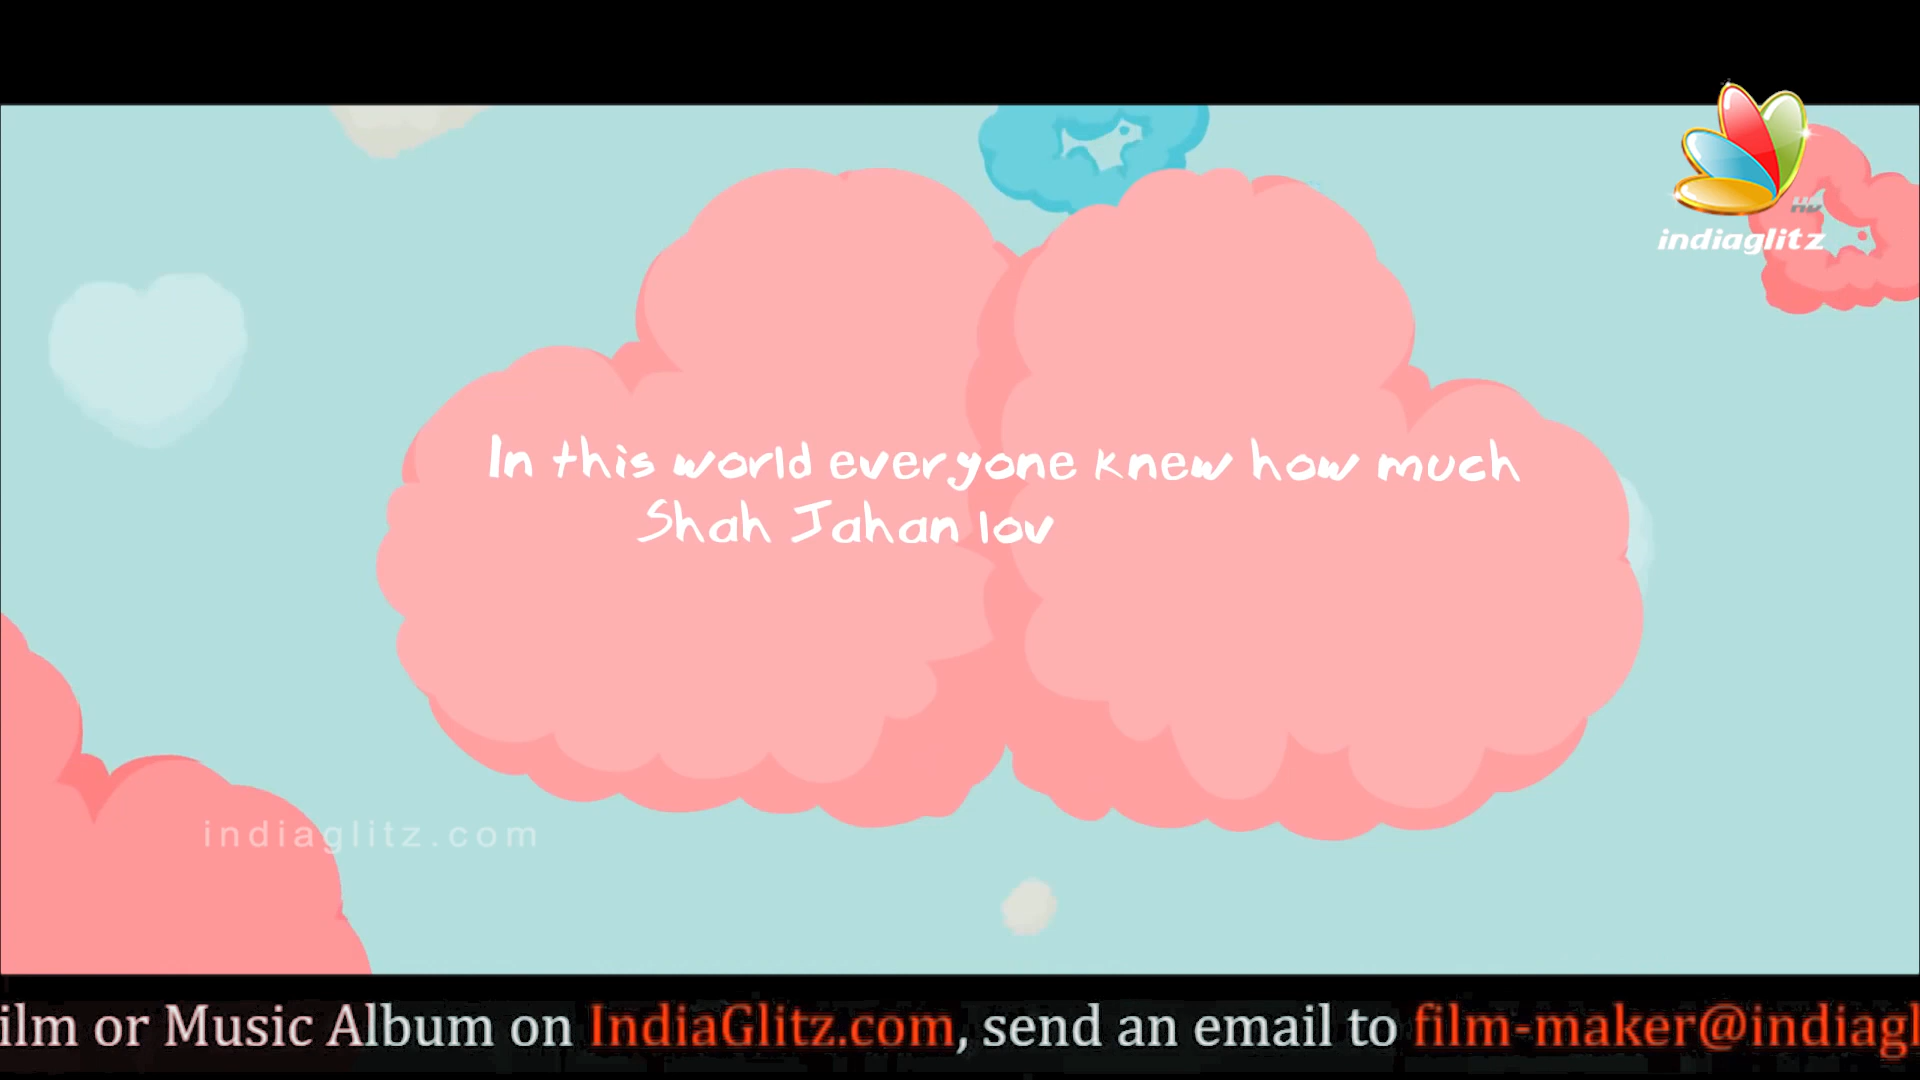 HD
indiaglitz
In this world everyone knew how much
Shah Jahan lov
indiaglitz.com
ilm or Music Album on IndiaGlitz.com, send an email to film-maker@indiagl